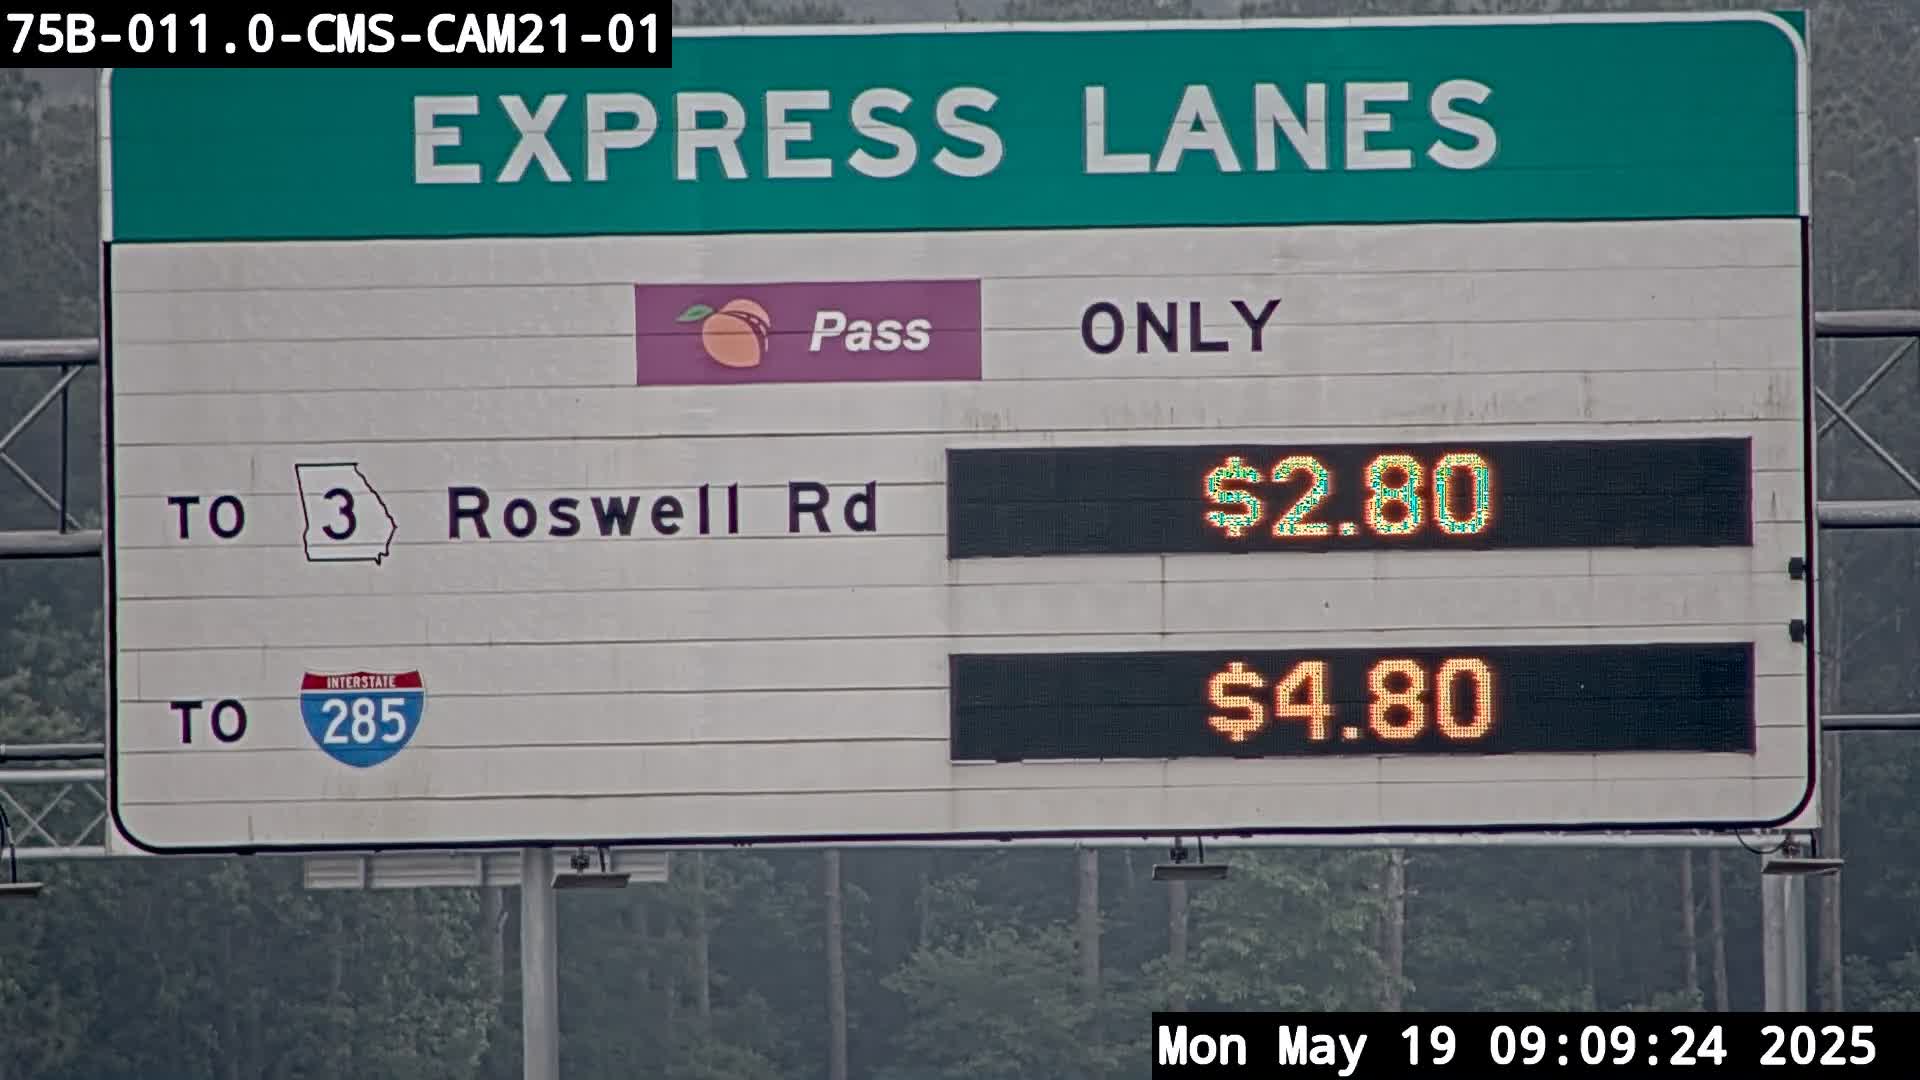 75B-011.0-CMS-CAM21-01
EXPRESS LANES
Pass ONLY
TO 3 Roswell Rd $2.80
TO INTERSTATE 285 $4.80
Mon May 19 09:09:24 2025